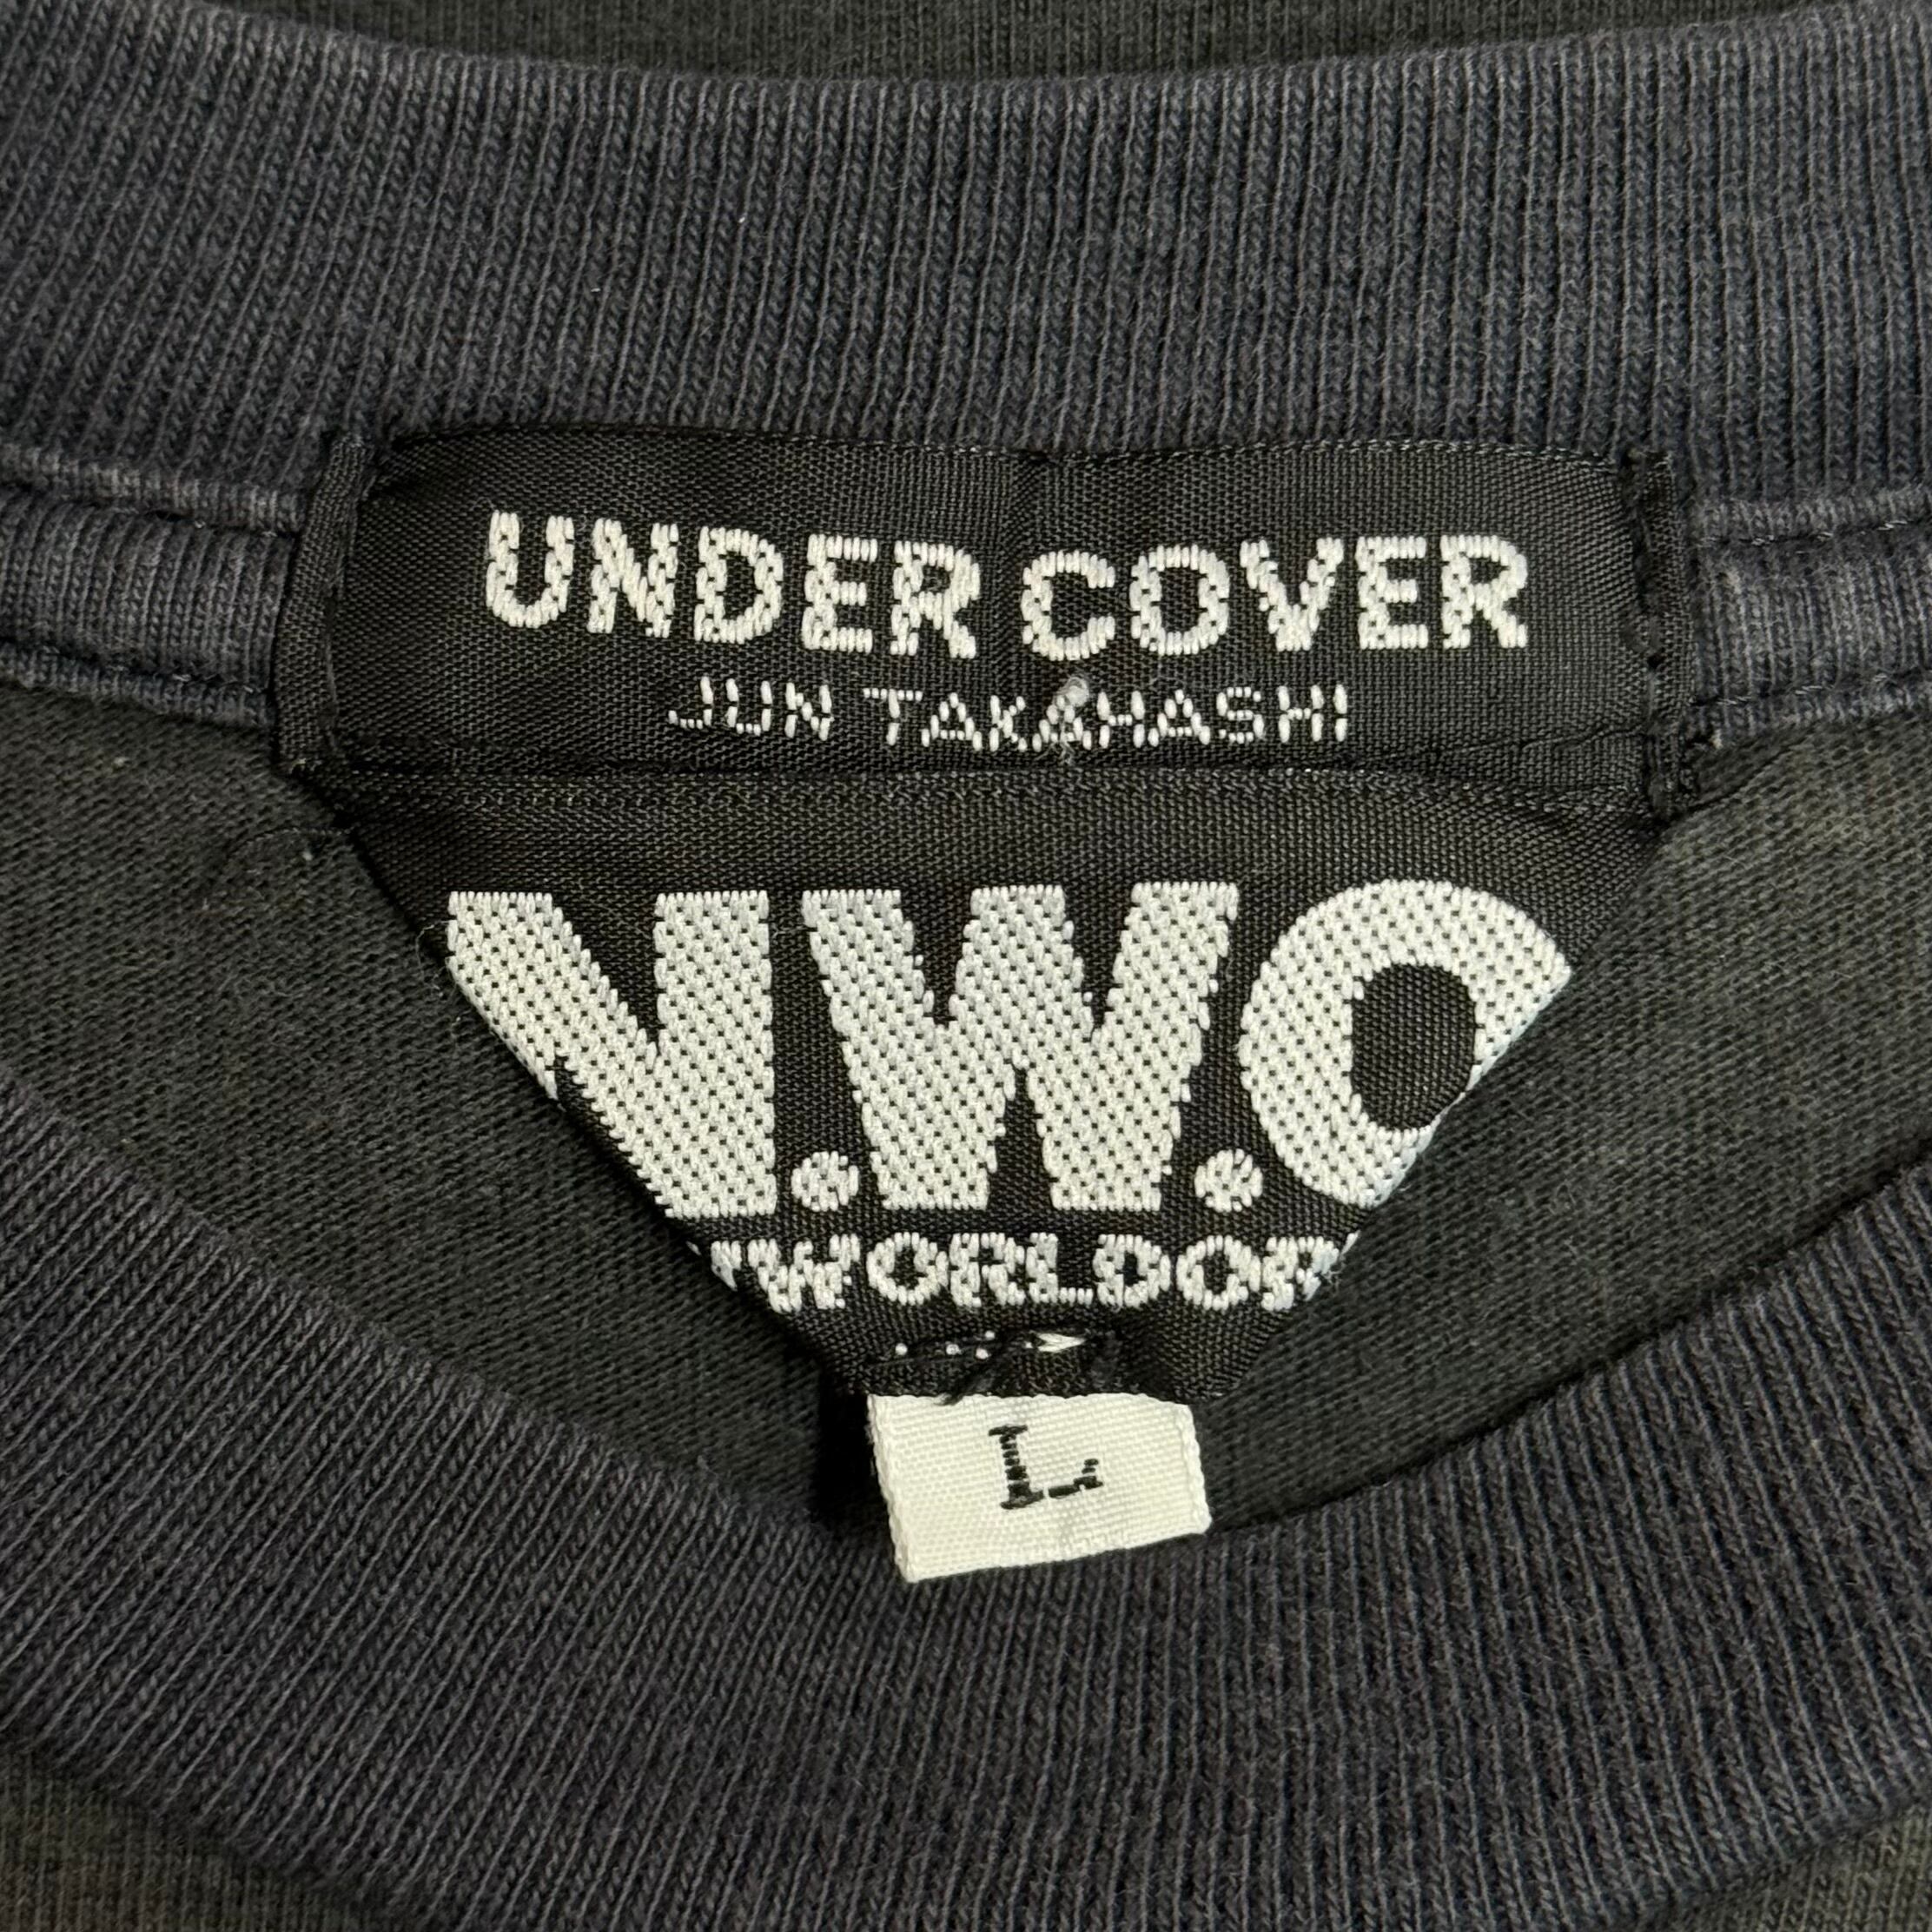 UNDER COVER
JUN TAKAHASHI
N.W.O
WORLDOR
L